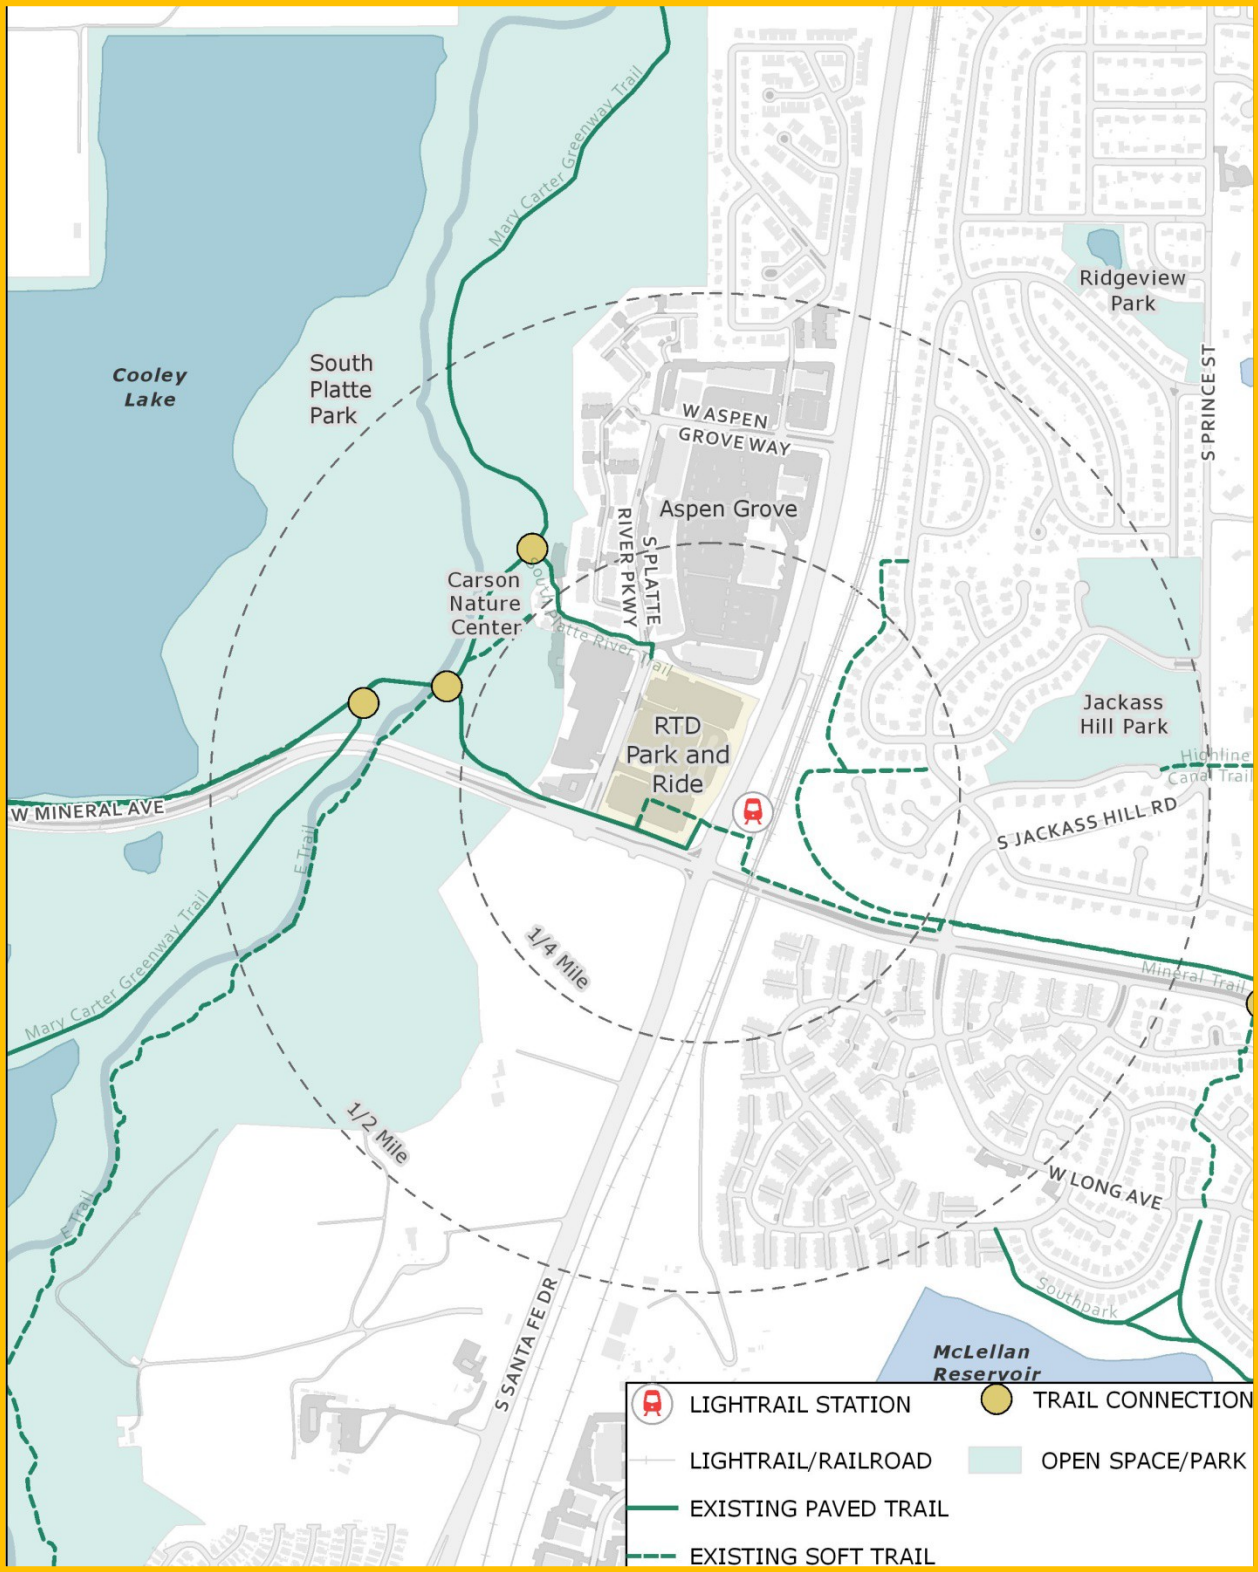 Mary Carter Greenway Trail
Ridgeview
Park
Cooley
Lake
South
Platte
Park
S PRINCE ST
W ASPEN
GROVE WAY
Aspen Grove
RIVER PKWY
S PLATTE
Carson
Nature
Center
South Platte River Trail
RTD
Park and
Ride
Jackass
Hill Park
Highline
Canal Trail
W MINERAL AVE
S JACKASS HILL RD
E Trail
Mary Carter Greenway Trail
1/4 Mile
Mineral Trail
1/2 Mile
W LONG AVE
E Trail
Southpark
S SANTA FE DR
McLellan
Reservoir
LIGHTRAIL STATION
TRAIL CONNECTION
LIGHTRAIL/RAILROAD
OPEN SPACE/PARK
EXISTING PAVED TRAIL
EXISTING SOFT TRAIL